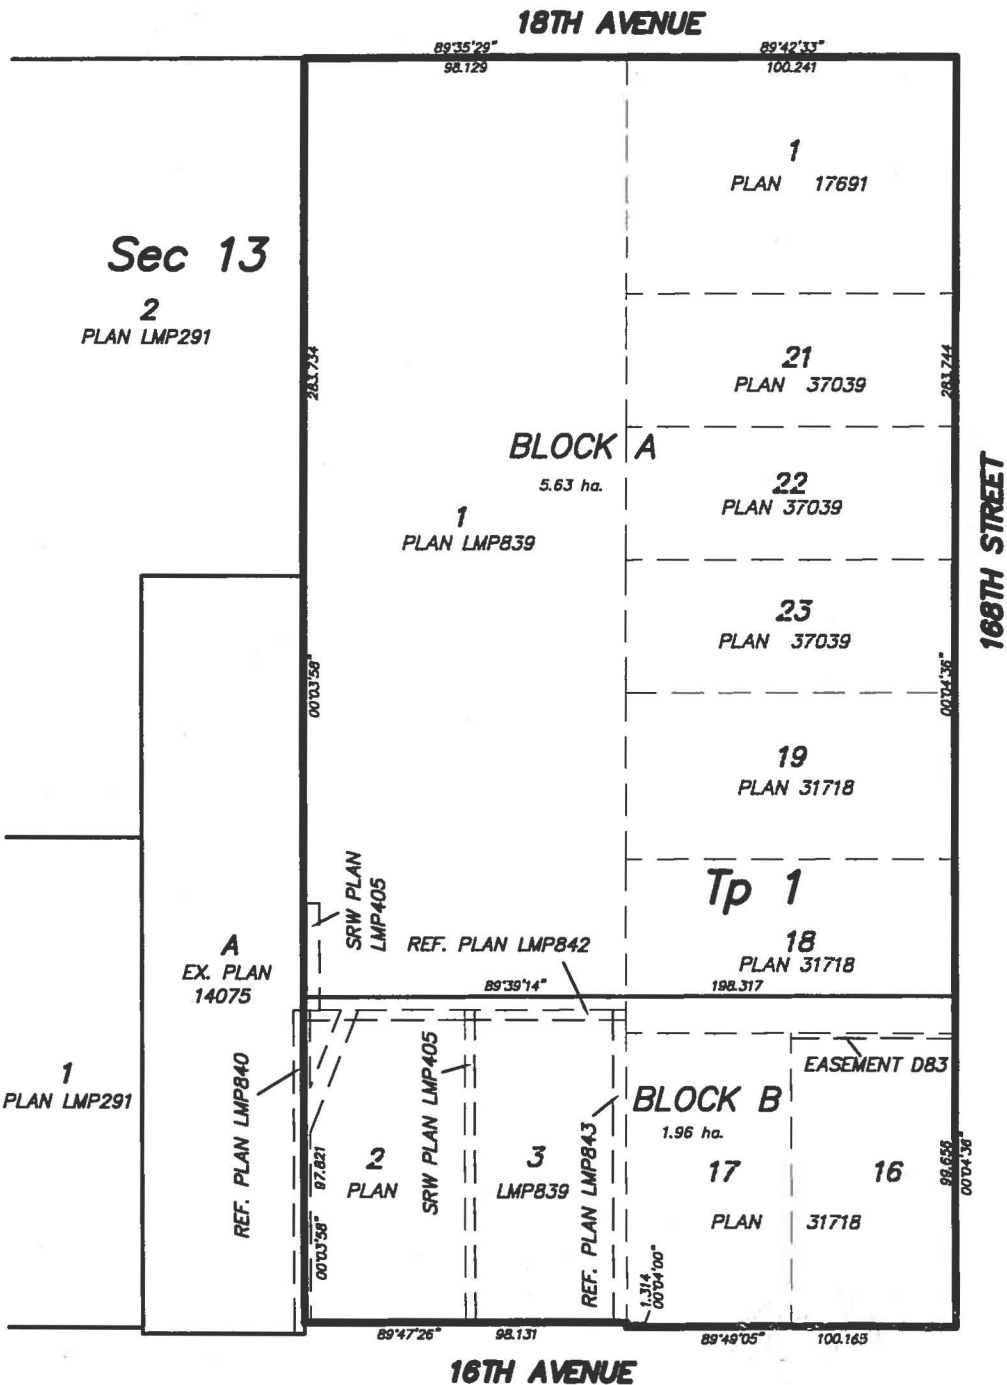 18TH AVENUE
89°35'29"
98.129
89°42'33"
100.241
1
PLAN 17691
Sec 13
2
PLAN LMP291
283.734
21
PLAN 37039
283.744
BLOCK A
5.63 ha.
22
PLAN 37039
1
PLAN LMP839
168TH STREET
23
PLAN 37039
00°03'58"
00°04'36"
19
PLAN 31718
SRW PLAN
LMP405
Tp 1
A
EX. PLAN
14075
REF. PLAN LMP842
18
PLAN 31718
89°39'14"
198.317
1
PLAN LMP291
REF. PLAN LMP840
SRW PLAN LMP405
EASEMENT D83
BLOCK B
1.96 ha.
REF. PLAN LMP843
97.821
00°03'58"
2
PLAN
3
LMP839
17
16
PLAN 31718
99.656
00°04'36"
1.314
00°04'00"
89°47'26"
98.131
89°49'05"
100.165
16TH AVENUE